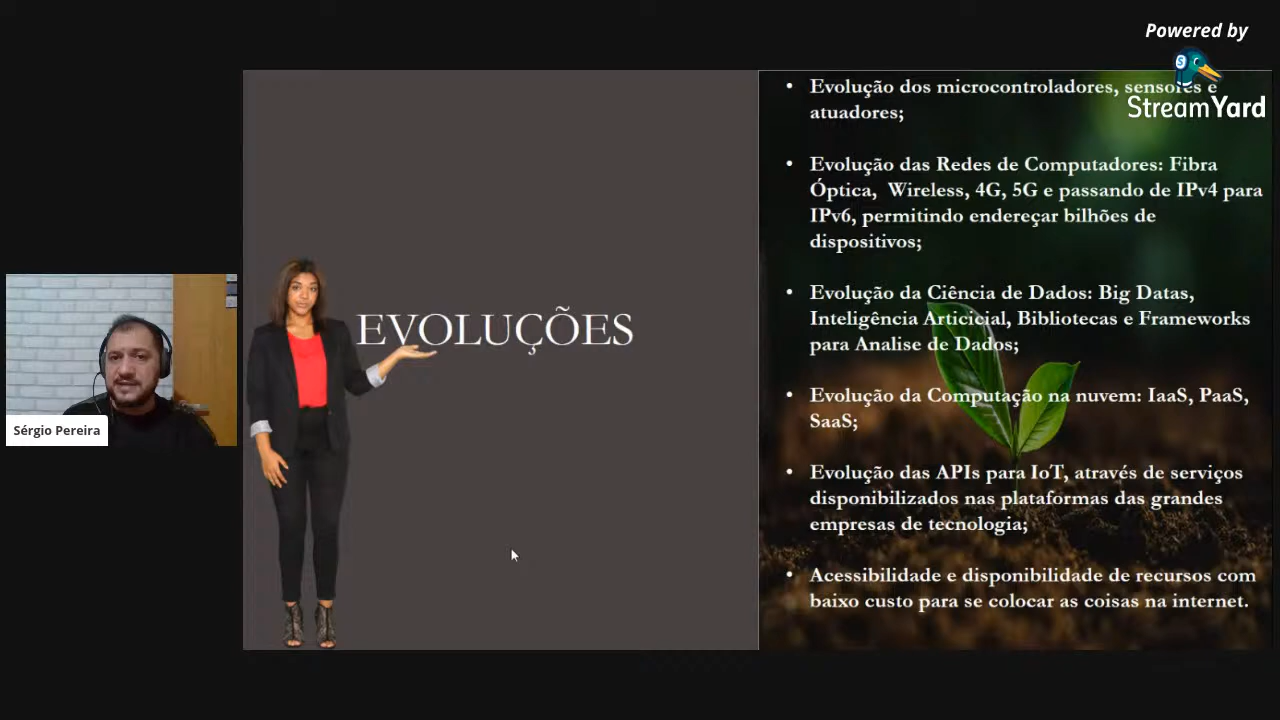 Powered by
StreamYard
Sérgio Pereira
EVOLUÇÕES
• Evolução dos microcontroladores, sensores e
atuadores;
• Evolução das Redes de Computadores: Fibra
Óptica, Wireless, 4G, 5G e passando de IPv4 para
IPv6, permitindo endereçar bilhões de
dispositivos;
• Evolução da Ciência de Dados: Big Datas,
Inteligência Articicial, Bibliotecas e Frameworks
para Analise de Dados;
• Evolução da Computação na nuvem: IaaS, PaaS,
SaaS;
• Evolução das APIs para IoT, através de serviços
disponibilizados nas plataformas das grandes
empresas de tecnologia;
• Acessibilidade e disponibilidade de recursos com
baixo custo para se colocar as coisas na internet.